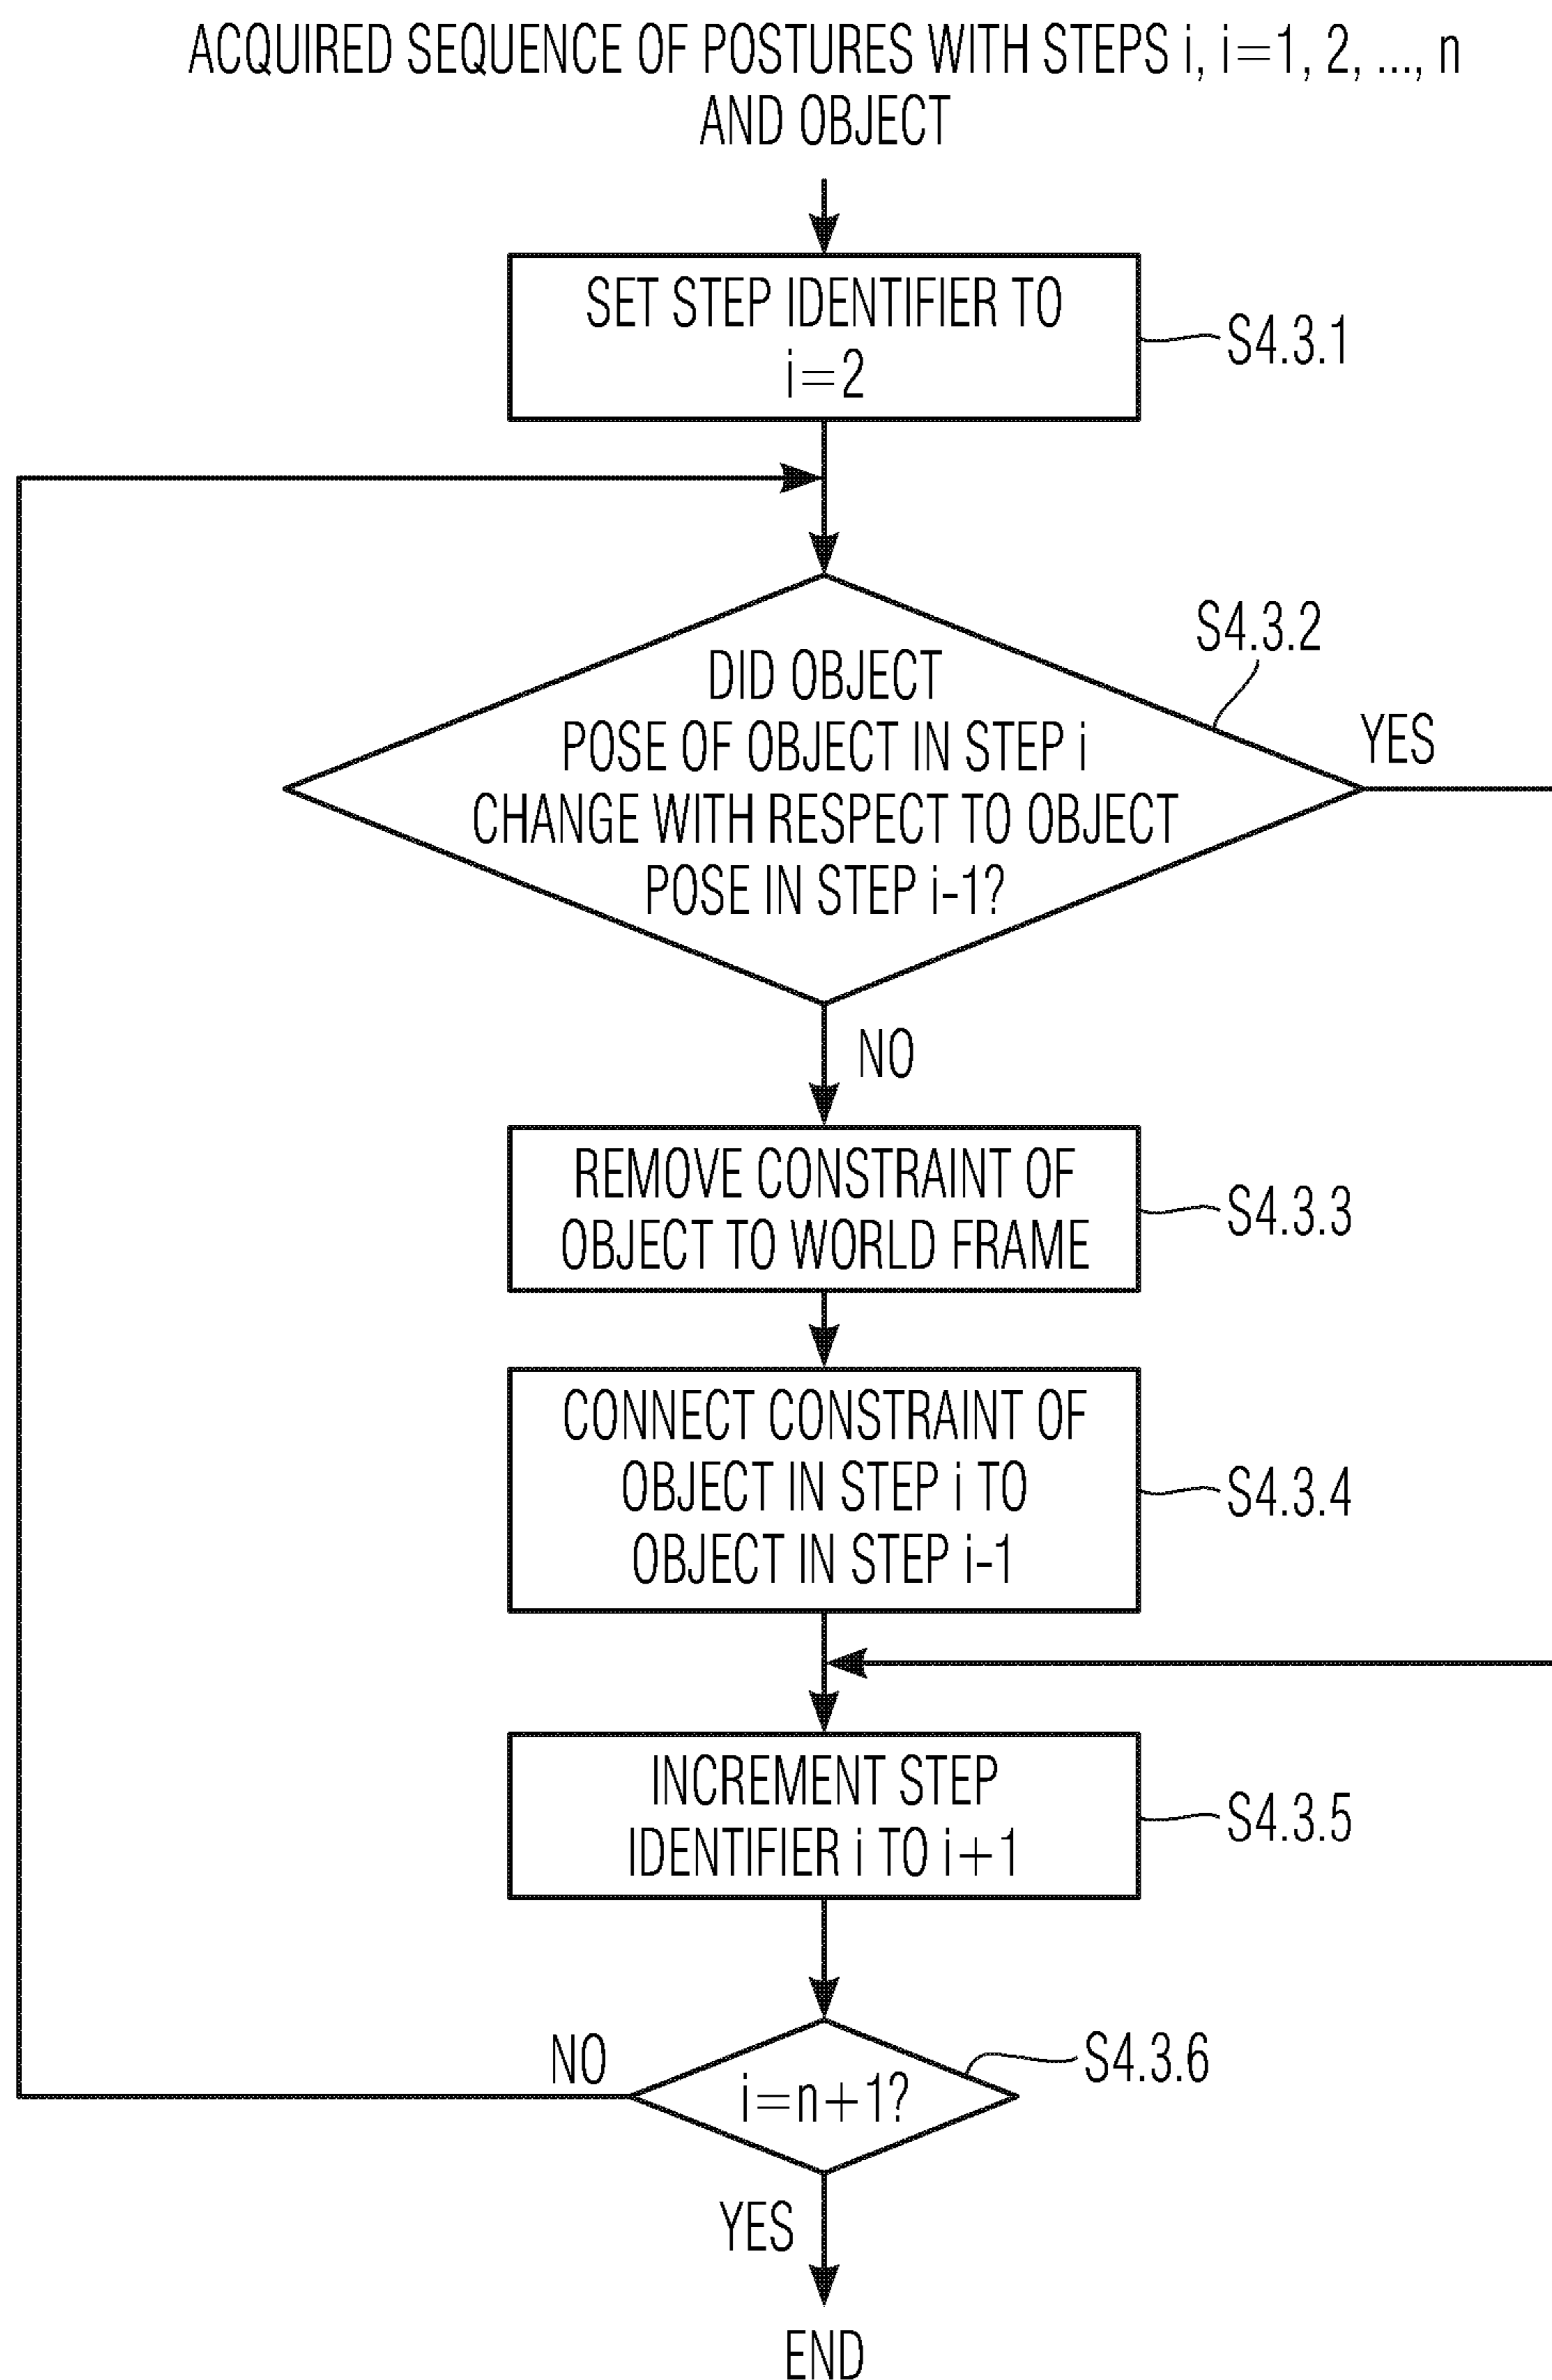 ACQUIRED SEQUENCE OF POSTURES WITH STEPS i, i=1, 2, ..., n
AND OBJECT
SET STEP IDENTIFIER TO
i=2
S4.3.1
S4.3.2
DID OBJECT
POSE OF OBJECT IN STEP i
CHANGE WITH RESPECT TO OBJECT
POSE IN STEP i-1?
YES
NO
REMOVE CONSTRAINT OF
OBJECT TO WORLD FRAME
S4.3.3
CONNECT CONSTRAINT OF
OBJECT IN STEP i TO
OBJECT IN STEP i-1
S4.3.4
INCREMENT STEP
IDENTIFIER i TO i+1
S4.3.5
NO
i=n+1?
S4.3.6
YES
END